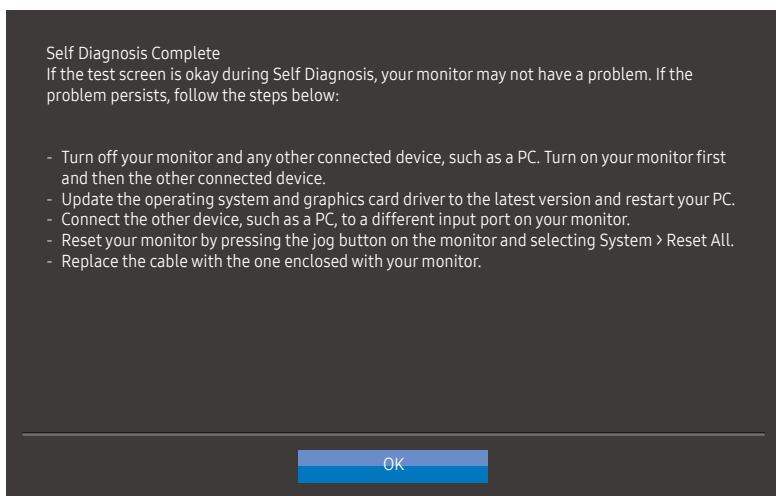 Self Diagnosis Complete
If the test screen is okay during Self Diagnosis, your monitor may not have a problem. If the
problem persists, follow the steps below:
- Turn off your monitor and any other connected device, such as a PC. Turn on your monitor first
and then the other connected device.
- Update the operating system and graphics card driver to the latest version and restart your PC.
- Connect the other device, such as a PC, to a different input port on your monitor.
- Reset your monitor by pressing the jog button on the monitor and selecting System > Reset All.
- Replace the cable with the one enclosed with your monitor.
OK